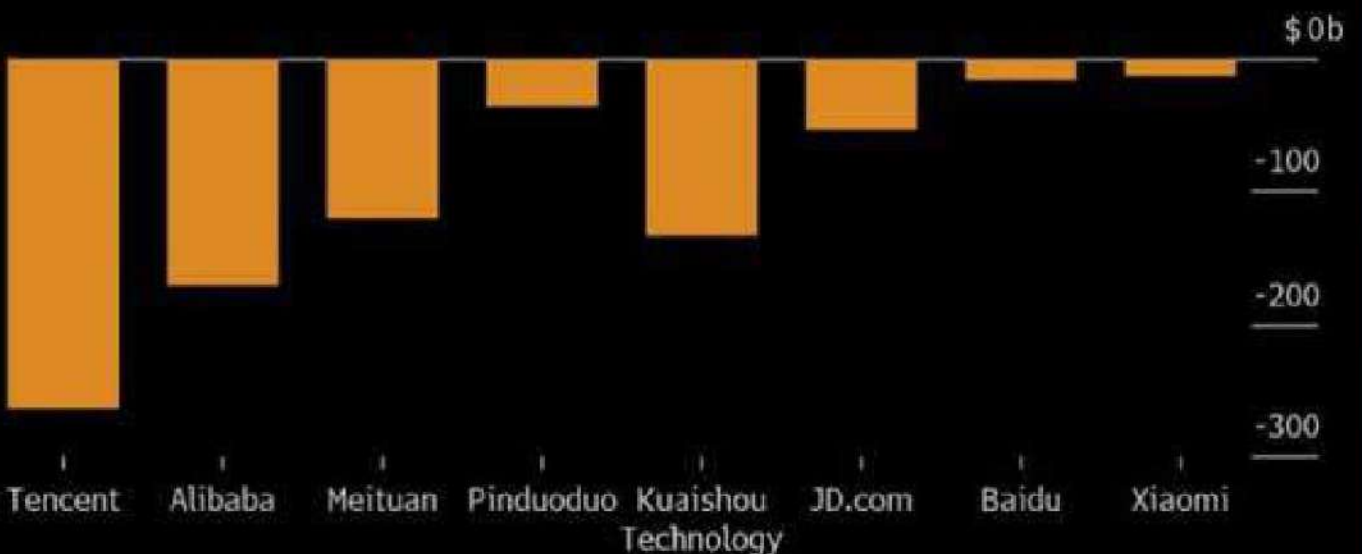 $0b
-100
-200
-300
Tencent Alibaba Meituan Pinduoduo Kuaishou JD.com Baidu Xiaomi
Technology